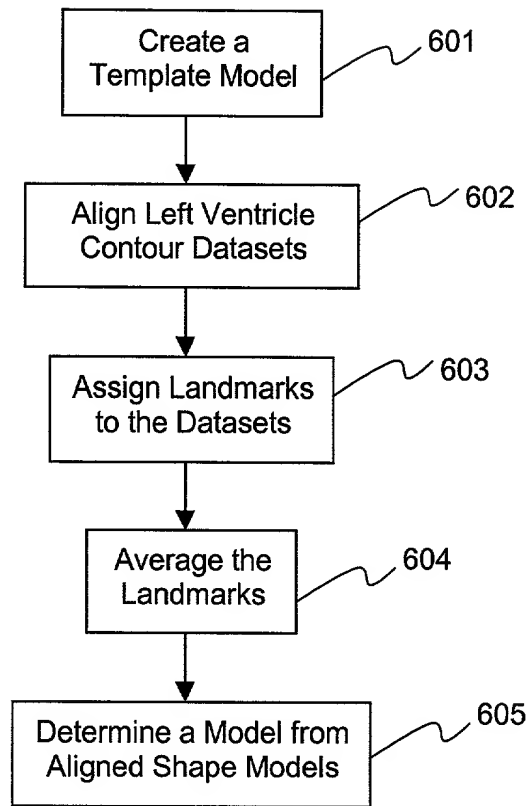 Create a
Template Model
601
Align Left Ventricle
Contour Datasets
602
Assign Landmarks
to the Datasets
603
Average the
Landmarks
604
Determine a Model from
Aligned Shape Models
605